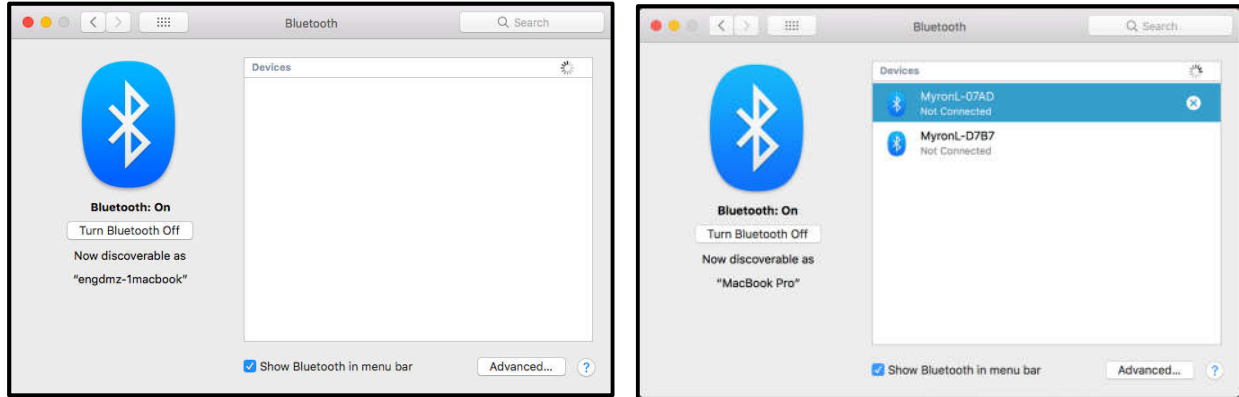 Bluetooth
Search
Devices
Bluetooth: On
Turn Bluetooth Off
Now discoverable as
“engdmz-1macbook”
Show Bluetooth in menu bar
Advanced...
?
Bluetooth
Search
Devices
MyronL-07AD
Not Connected
MyronL-D7B7
Not Connected
Bluetooth: On
Turn Bluetooth Off
Now discoverable as
“MacBook Pro”
Show Bluetooth in menu bar
Advanced...
?